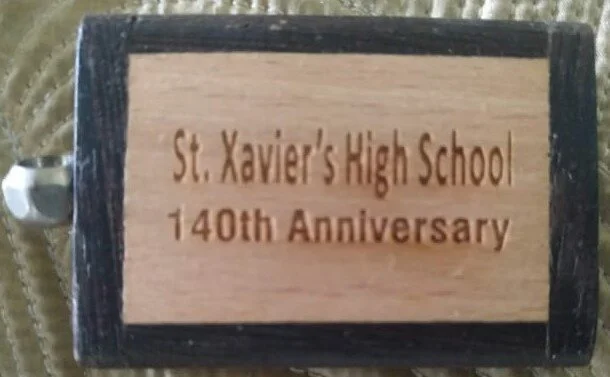 St. Xavier's High School
140th Anniversary